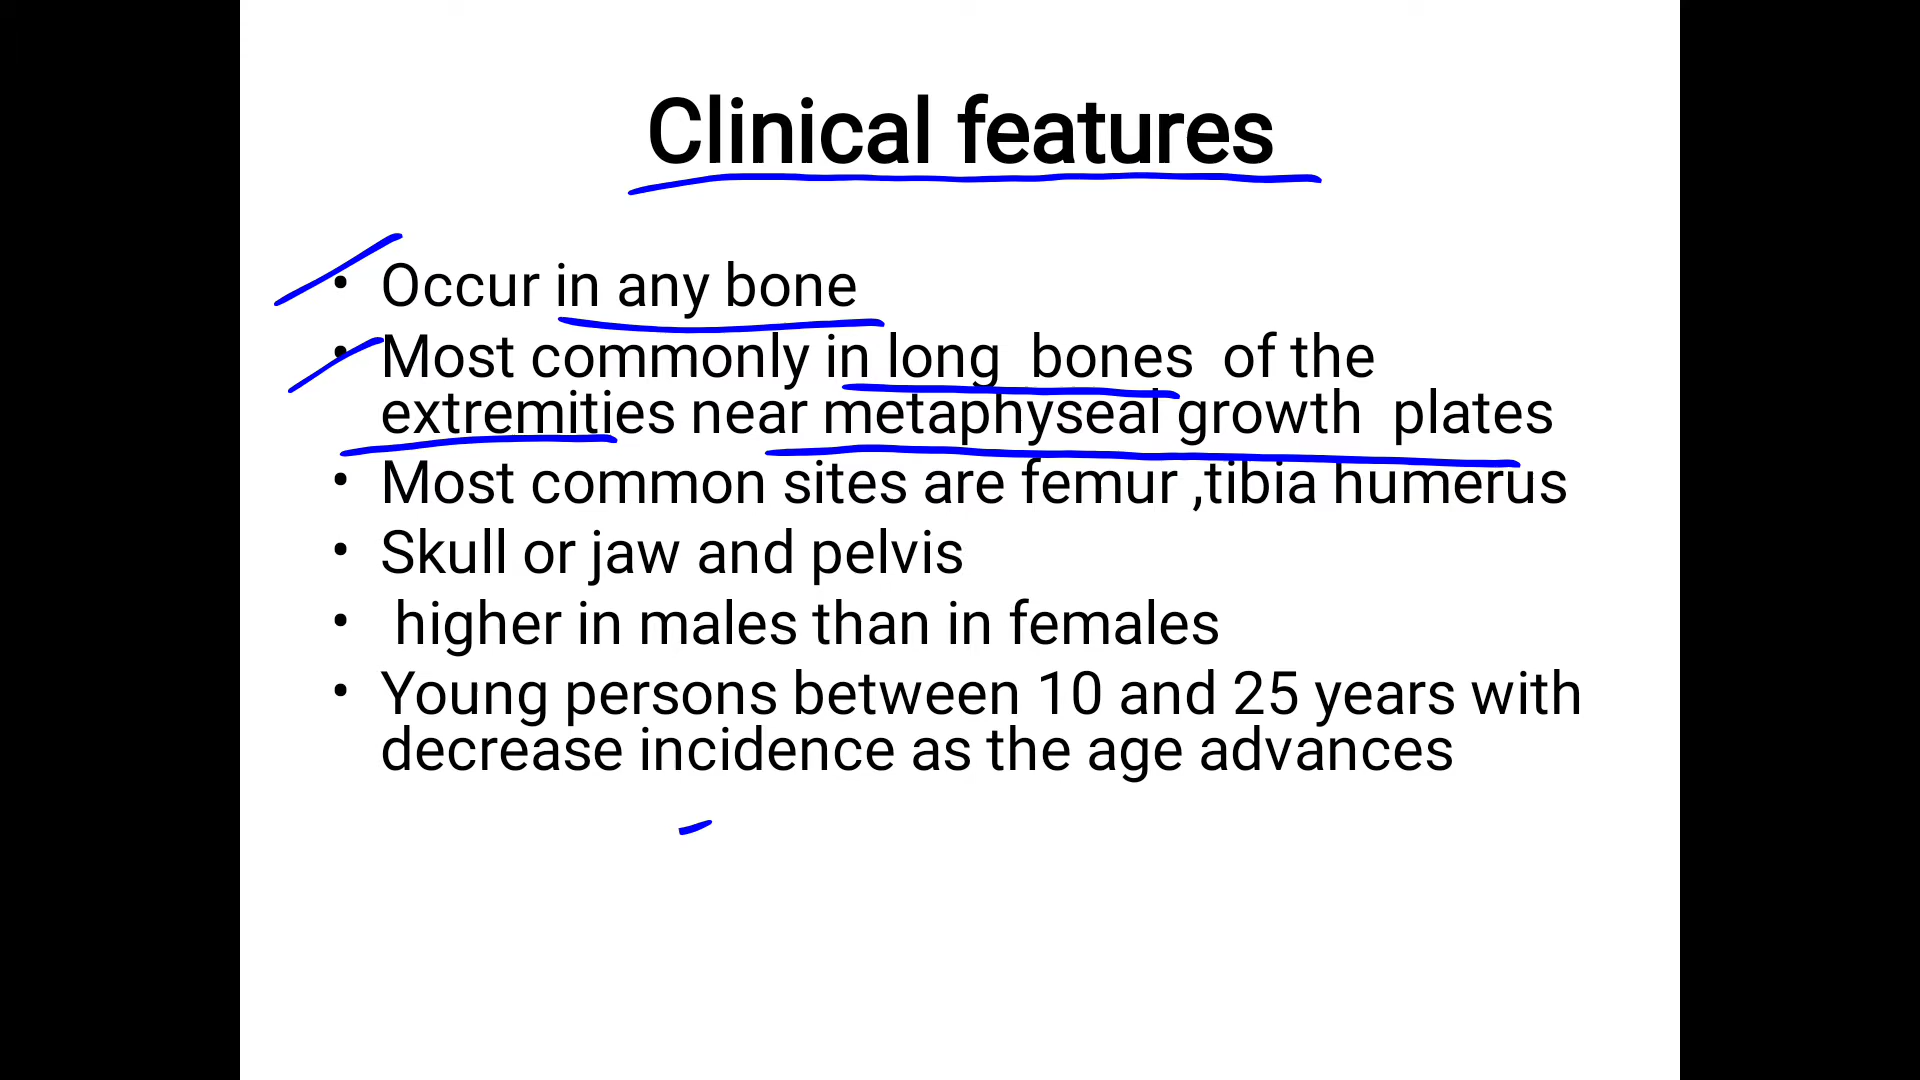 Clinical features
• Occur in any bone
• Most commonly in long bones of the
extremities near metaphyseal growth plates
• Most common sites are femur ,tibia humerus
• Skull or jaw and pelvis
• higher in males than in females
• Young persons between 10 and 25 years with
decrease incidence as the age advances